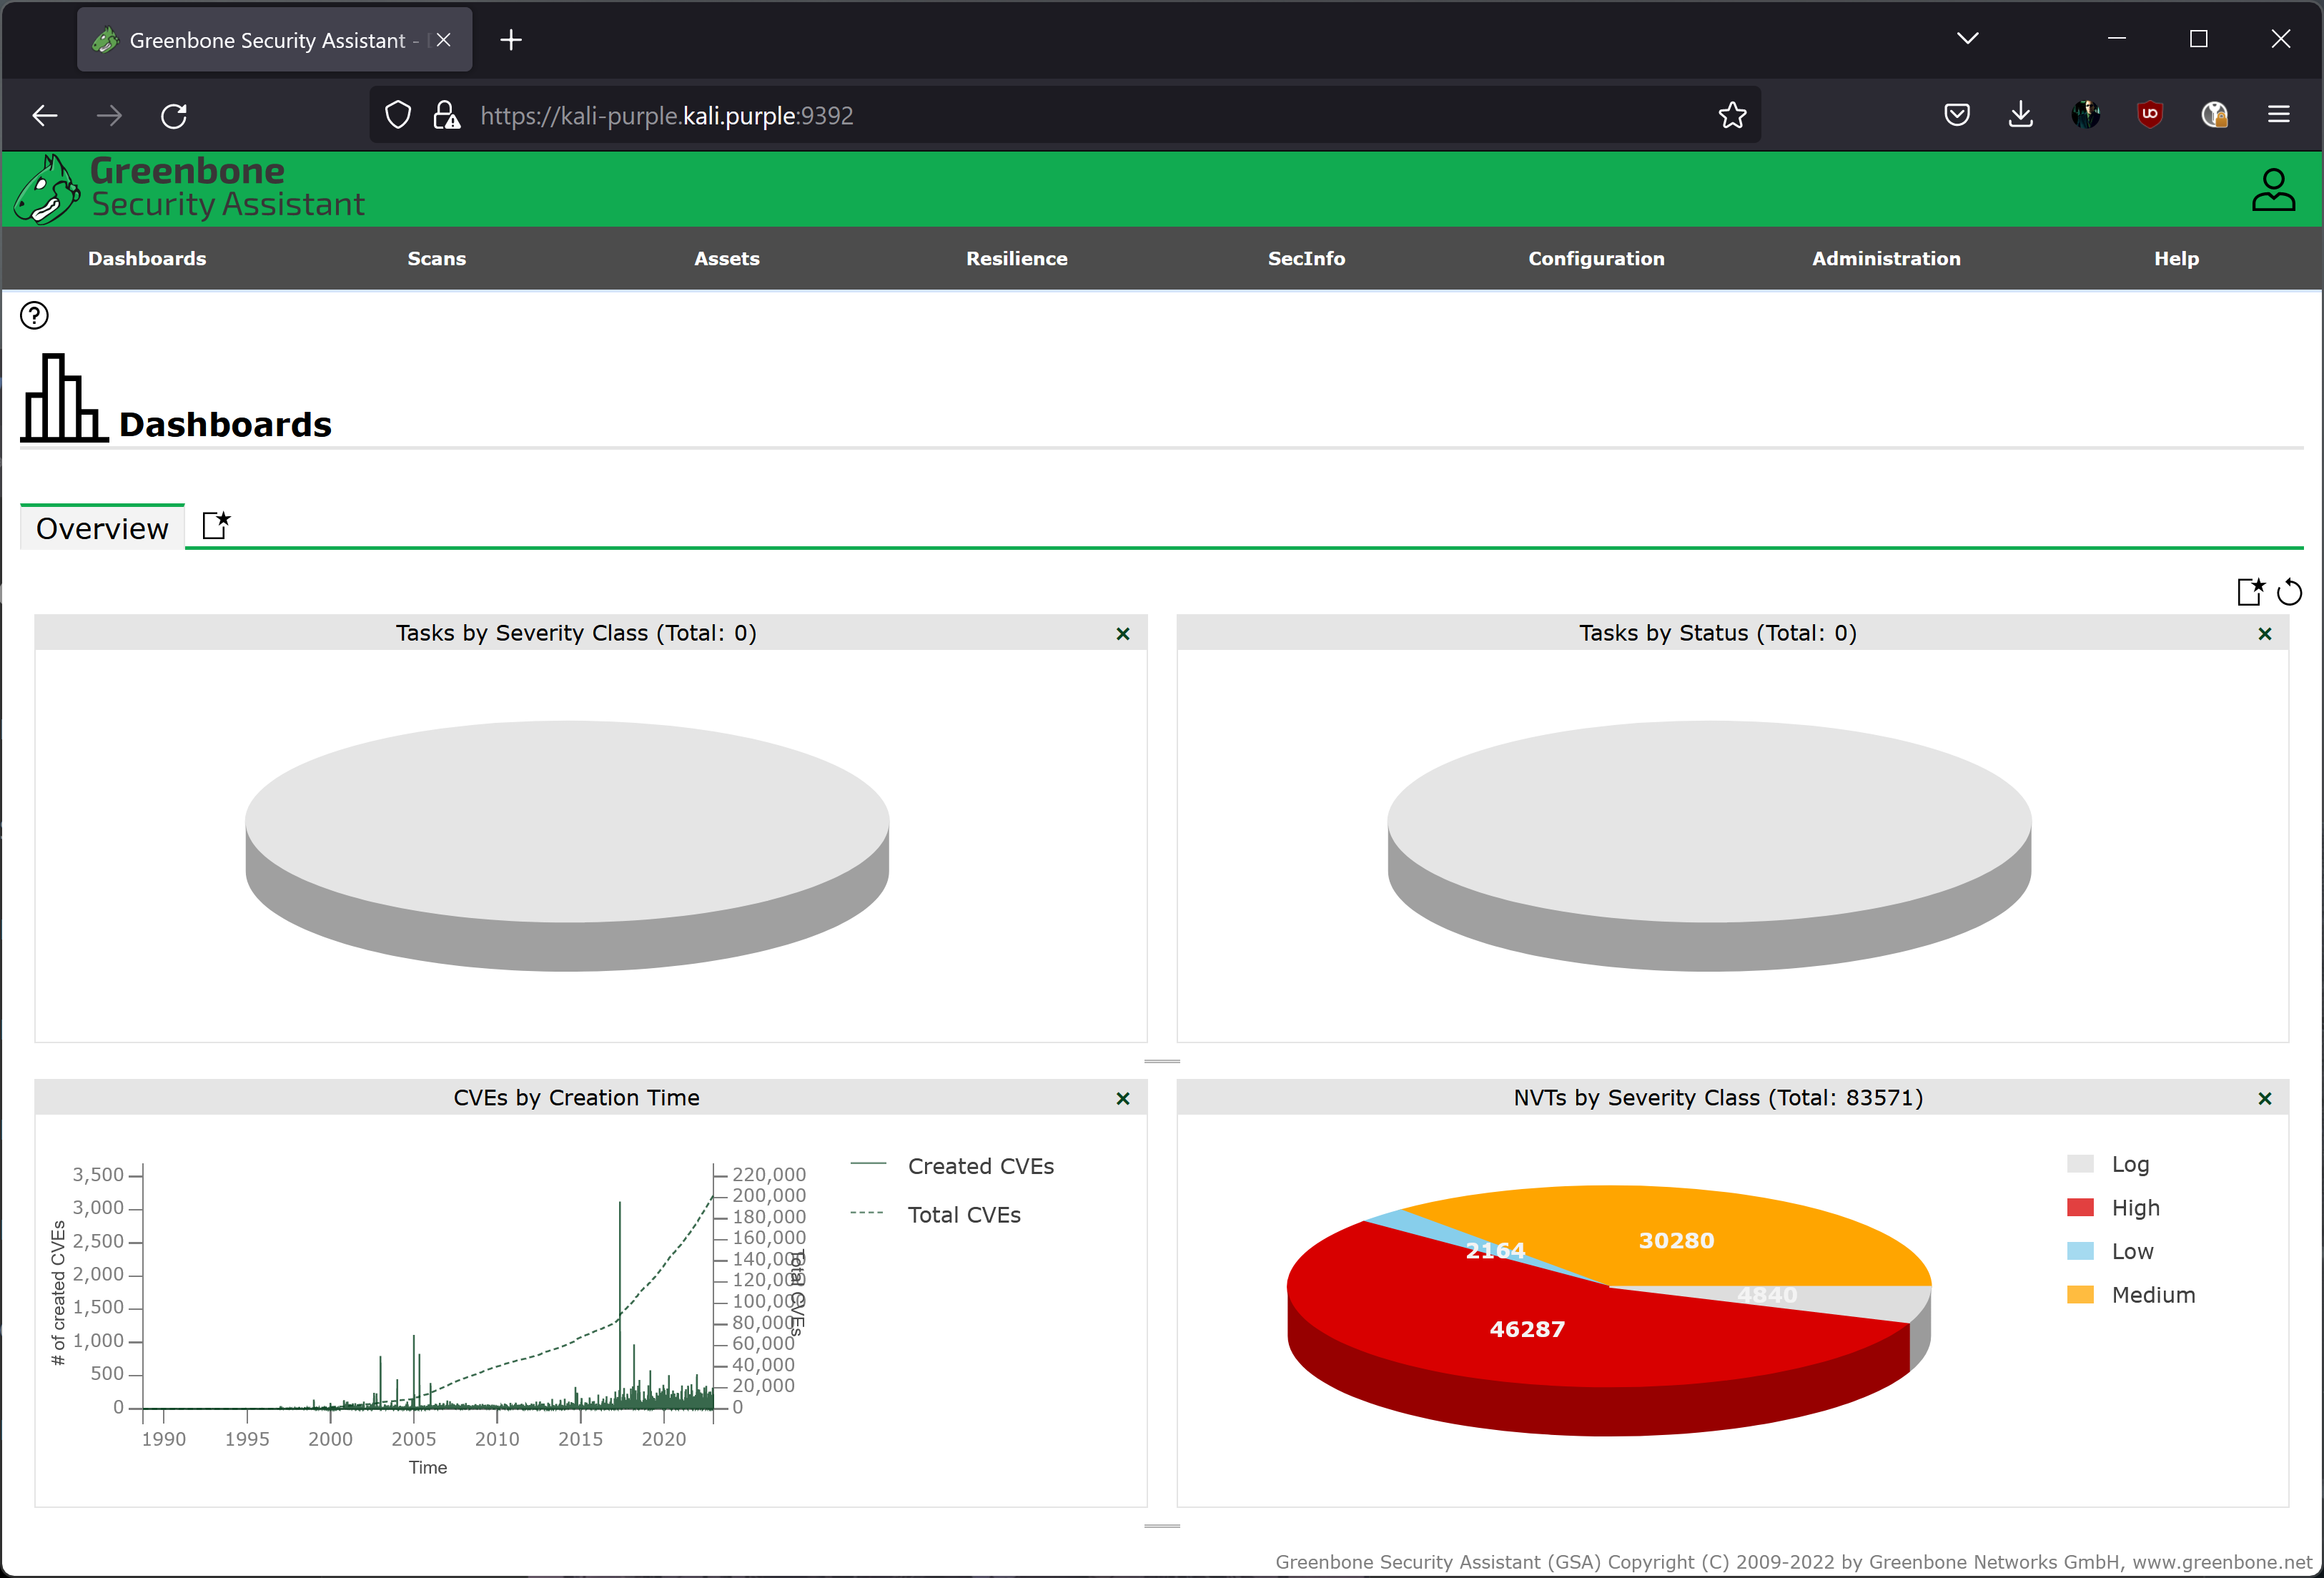 Greenbone Security Assistant -
https://kali-purple.kali.purple:9392
Greenbone
Security Assistant
Dashboards Scans Assets Resilience SecInfo Configuration Administration Help
Dashboards
Overview
Tasks by Severity Class (Total: 0)
Tasks by Status (Total: 0)
CVEs by Creation Time
3,500
3,000
2,500
2,000
1,500
1,000
500
0
# of created CVEs
220,000
200,000
180,000
160,000
140,000
120,000
100,000
80,000
60,000
40,000
20,000
0
Total CVEs
1990 1995 2000 2005 2010 2015 2020
Time
Created CVEs
Total CVEs
NVTs by Severity Class (Total: 83571)
30280
2164
4840
46287
Log
High
Low
Medium
Greenbone Security Assistant (GSA) Copyright (C) 2009-2022 by Greenbone Networks GmbH, www.greenbone.net